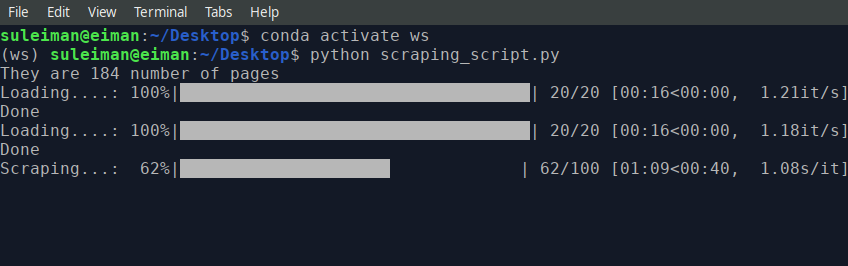 File Edit View Terminal Tabs Help
suleiman@eiman:~/Desktop$ conda activate ws
(ws) suleiman@eiman:~/Desktop$ python scraping_script.py
They are 184 number of pages
Loading....: 100%| | 20/20 [00:16<00:00, 1.21it/s]
Done
Loading....: 100%| | 20/20 [00:16<00:00, 1.18it/s]
Done
Scraping...: 62%| | 62/100 [01:09<00:40, 1.08s/it]